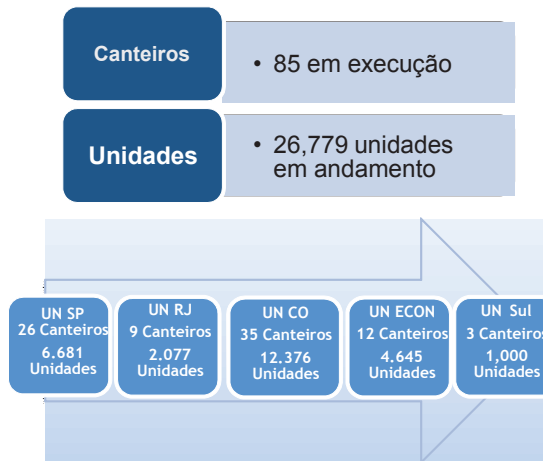 Canteiros
• 85 em execução
Unidades
• 26,779 unidades
em andamento
UN SP
26 Canteiros
6.681
Unidades
UN RJ
9 Canteiros
2.077
Unidades
UN CO
35 Canteiros
12.376
Unidades
UN ECON
12 Canteiros
4.645
Unidades
UN Sul
3 Canteiros
1,000
Unidades